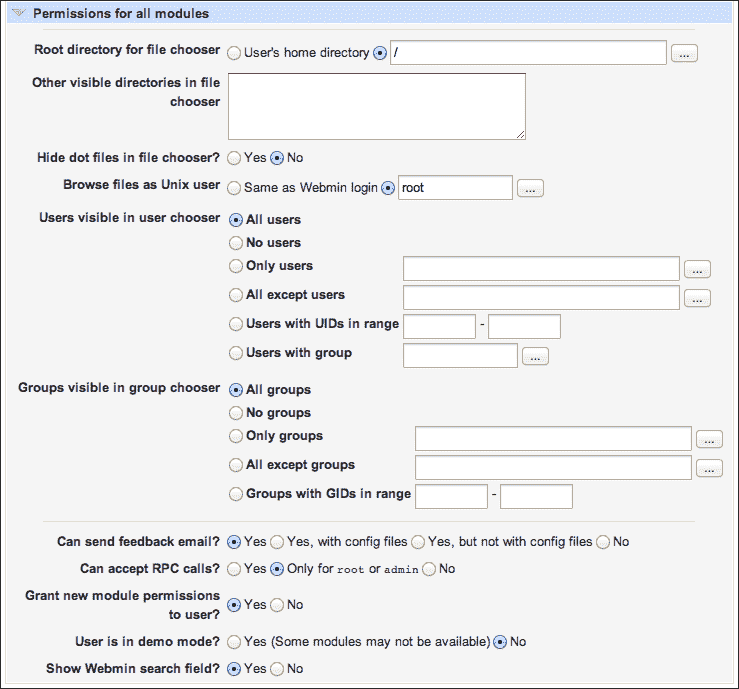 Permissions for all modules
Root directory for file chooser User's home directory / ...
Other visible directories in file
chooser
Hide dot files in file chooser? Yes No
Browse files as Unix user Same as Webmin login root ...
Users visible in user chooser All users
No users
Only users ...
All except users ...
Users with UIDs in range -
Users with group ...
Groups visible in group chooser All groups
No groups
Only groups ...
All except groups ...
Groups with GIDs in range -
Can send feedback email? Yes Yes, with config files Yes, but not with config files No
Can accept RPC calls? Yes Only for root or admin No
Grant new module permissions
to user? Yes No
User is in demo mode? Yes (Some modules may not be available) No
Show Webmin search field? Yes No